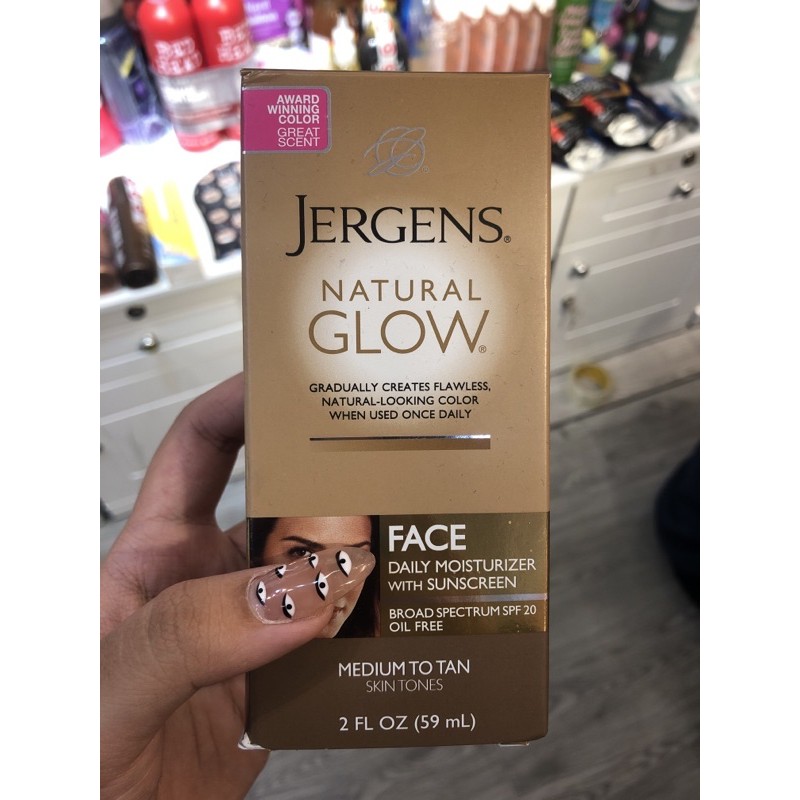 AWARD
WINNING
COLOR
GREAT
SCENT
JERGENS®
NATURAL
GLOW®
GRADUALLY CREATES FLAWLESS,
NATURAL-LOOKING COLOR
WHEN USED ONCE DAILY
FACE
DAILY MOISTURIZER
WITH SUNSCREEN
BROAD SPECTRUM SPF 20
OIL FREE
MEDIUM TO TAN
SKIN TONES
2 FL OZ (59 mL)